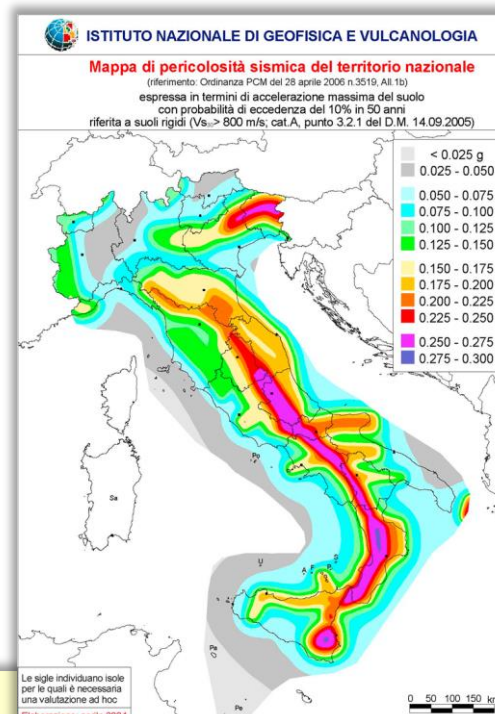 ISTITUTO NAZIONALE DI GEOFISICA E VULCANOLOGIA
Mappa di pericolosità sismica del territorio nazionale
(riferimento: Ordinanza PCM del 28 aprile 2006 n.3519, All.1b)
espressa in termini di accelerazione massima del suolo
con probabilità di eccedenza del 10% in 50 anni
riferita a suoli rigidi (Vs₃₀> 800 m/s; cat.A, punto 3.2.1 del D.M. 14.09.2005)
< 0.025 g
0.025 - 0.050
0.050 - 0.075
0.075 - 0.100
0.100 - 0.125
0.125 - 0.150
0.150 - 0.175
0.175 - 0.200
0.200 - 0.225
0.225 - 0.250
0.250 - 0.275
0.275 - 0.300
Po
Sa
U
A F P S
Pa
Pe
Le sigle individuano isole
per le quali è necessaria
una valutazione ad hoc
0 50 100 150 km